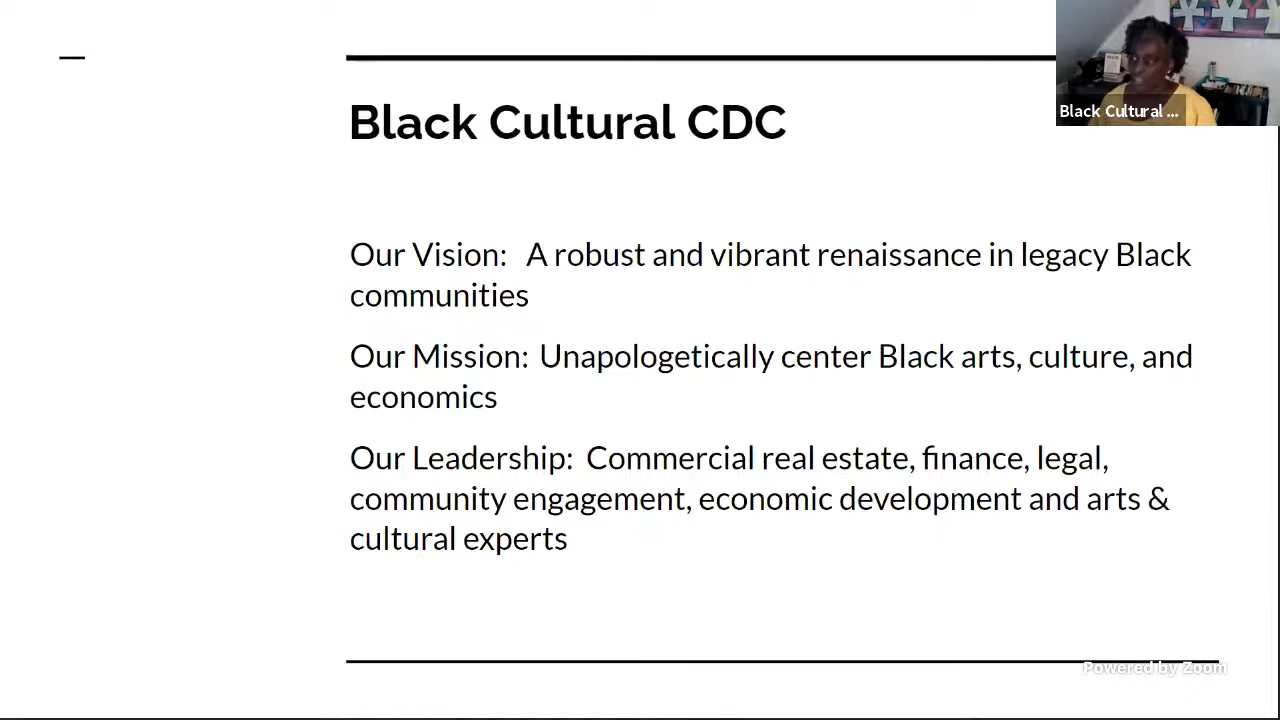 Black Cultural CDC
Black Cultural ...
Our Vision: A robust and vibrant renaissance in legacy Black
communities
Our Mission: Unapologetically center Black arts, culture, and
economics
Our Leadership: Commercial real estate, finance, legal,
community engagement, economic development and arts &
cultural experts
Powered by Zoom